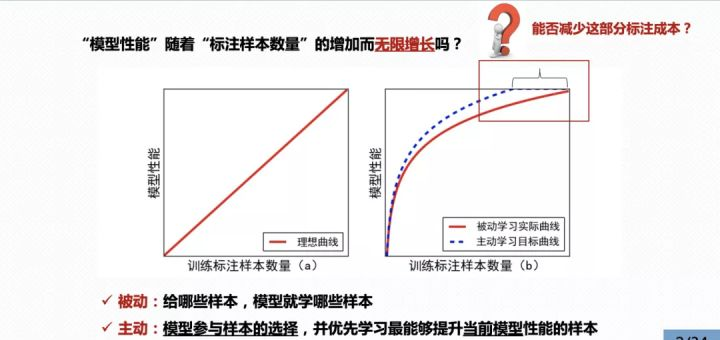 能否减少这部分标注成本？
“模型性能”随着“标注样本数量”的增加而无限增长吗？
模型性能
理想曲线
训练标注样本数量（a）
模型性能
被动学习实际曲线
主动学习目标曲线
训练标注样本数量（b）
✓ 被动：给哪些样本，模型就学哪些样本
✓ 主动：模型参与样本的选择，并优先学习最能够提升当前模型性能的样本